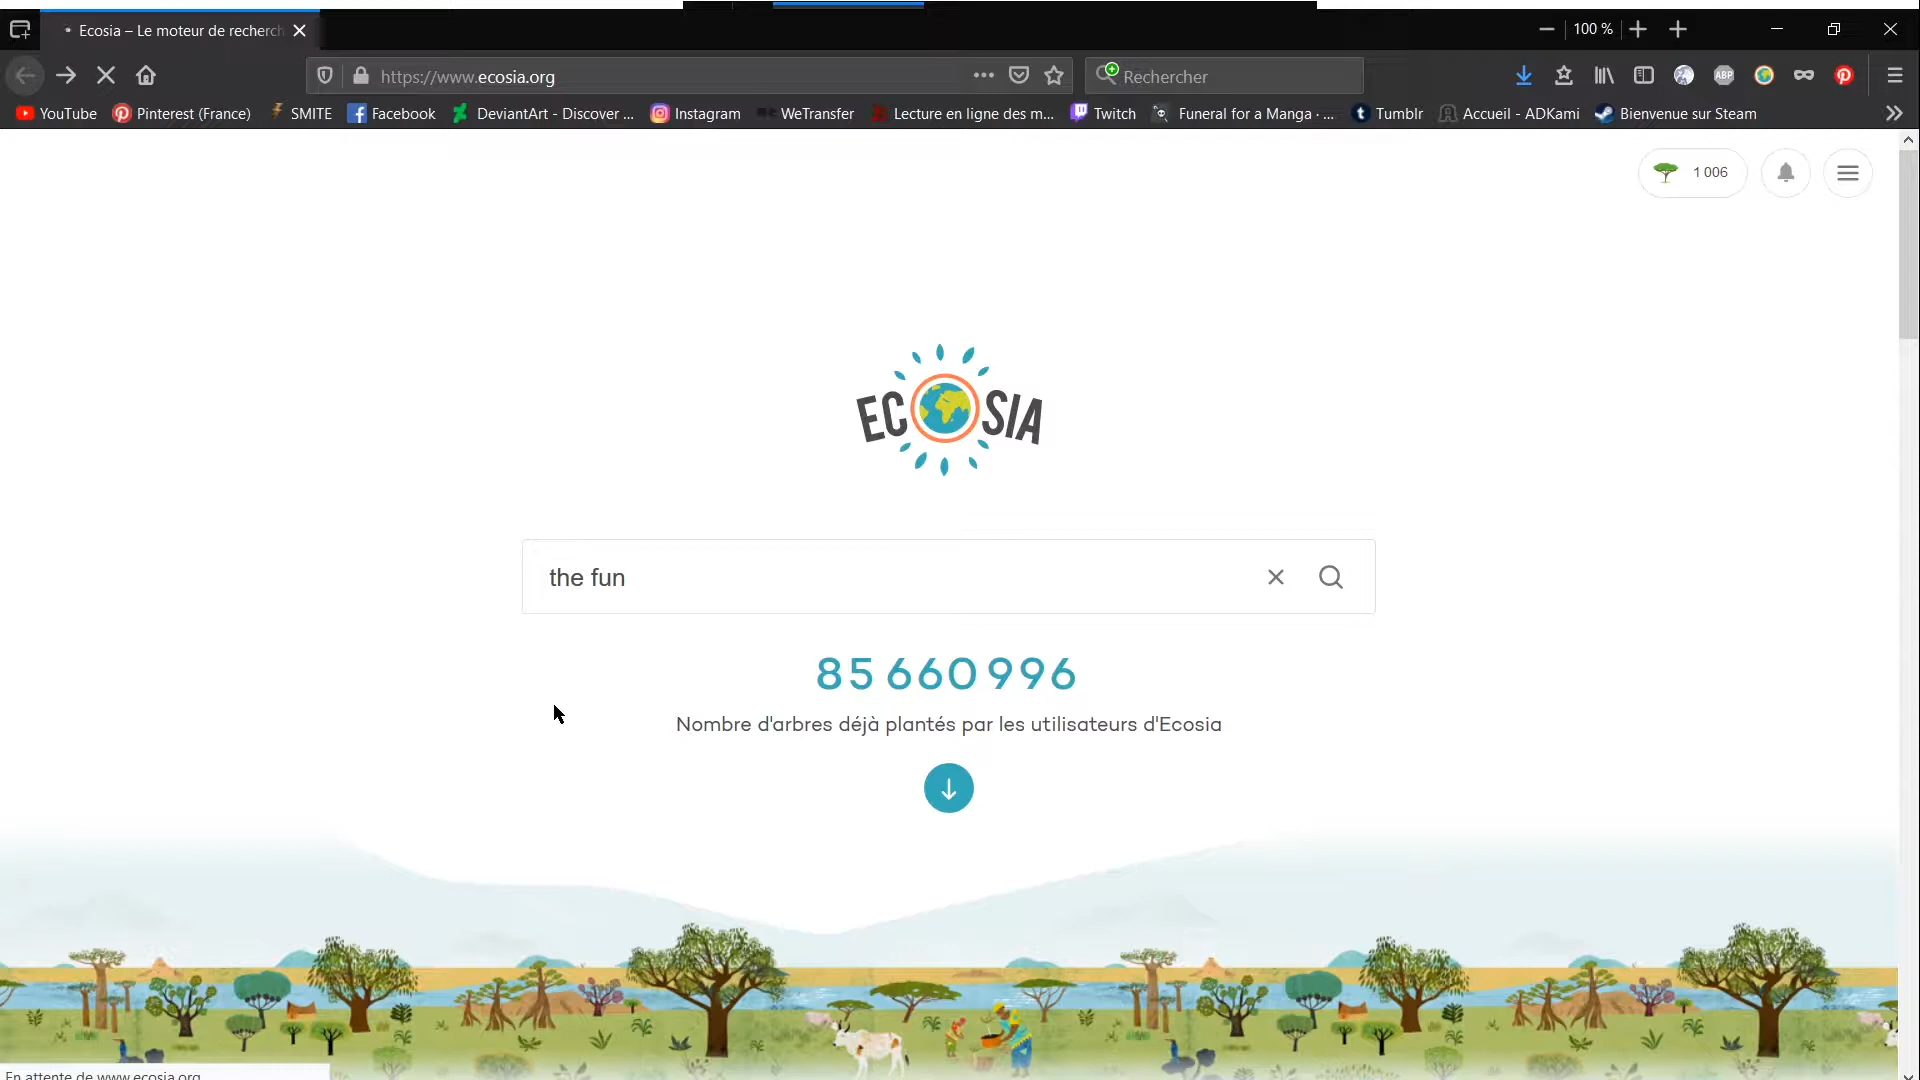 Ecosia – Le moteur de recherch
100 %
https://www.ecosia.org
Rechercher
YouTube Pinterest (France) SMITE Facebook DeviantArt - Discover ... Instagram WeTransfer Lecture en ligne des m... Twitch Funeral for a Manga · ... Tumblr Accueil - ADKami Bienvenue sur Steam
1 006
ECOSIA
the fun
85 660 996
Nombre d'arbres déjà plantés par les utilisateurs d'Ecosia
En attente de www.ecosia.org